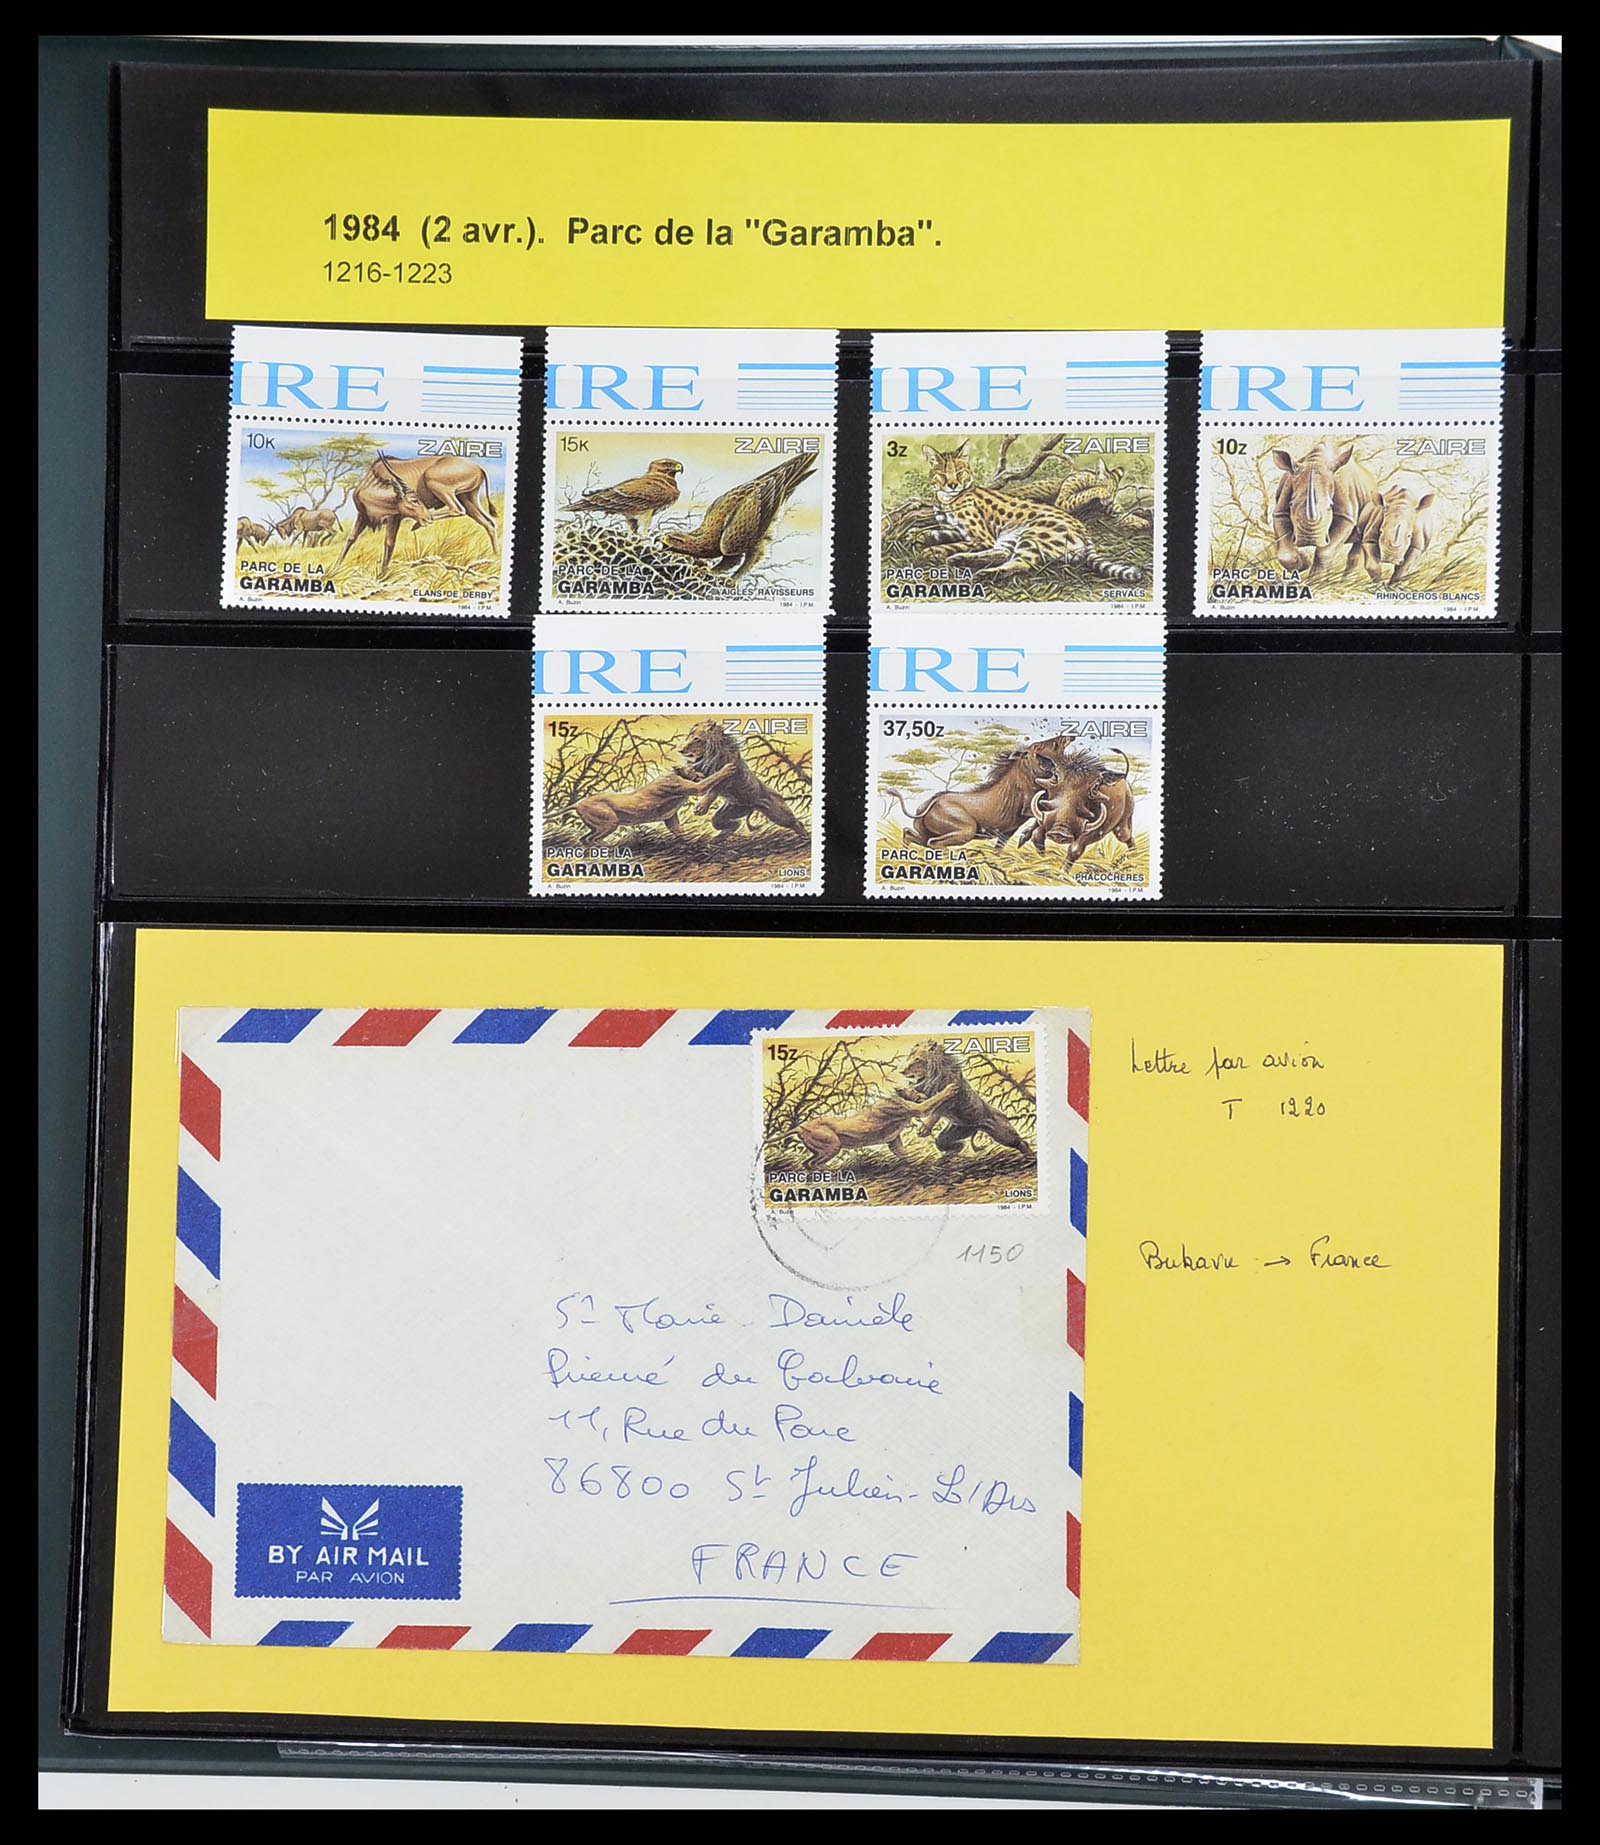 1984 (2 avr.). Parc de la "Garamba".
1216-1223
IRE
IRE
IRE
IRE
10K ZAIRE
PARC DE LA
GARAMBA
ELANS DE DERBY
A. Buzin 1984 - I.P.M.
15K ZAIRE
PARC DE LA
GARAMBA
AIGLES RAVISSEURS
A. Buzin 1984 - I.P.M.
3Z ZAIRE
PARC DE LA
GARAMBA
SERVALS
A. Buzin 1984 - I.P.M.
10Z ZAIRE
PARC DE LA
GARAMBA
RHINOCEROS BLANCS
A. Buzin 1984 - I.P.M.
IRE
IRE
15Z ZAIRE
PARC DE LA
GARAMBA
LIONS
A. Buzin 1984 - I.P.M.
37,50Z ZAIRE
PARC DE LA
GARAMBA
PHACOCHERES
A. Buzin 1984 - I.P.M.
15Z ZAIRE
PARC DE LA
GARAMBA
LIONS
A. Buzin 1984 - I.P.M.
1150
Sr Marie Danièle
Prieuré du Calvaire
11, Rue du Parc
86800 St Julien-L'Ars
FRANCE
BY AIR MAIL
PAR AVION
Lettre par avion
T 1220
Bukavu → France